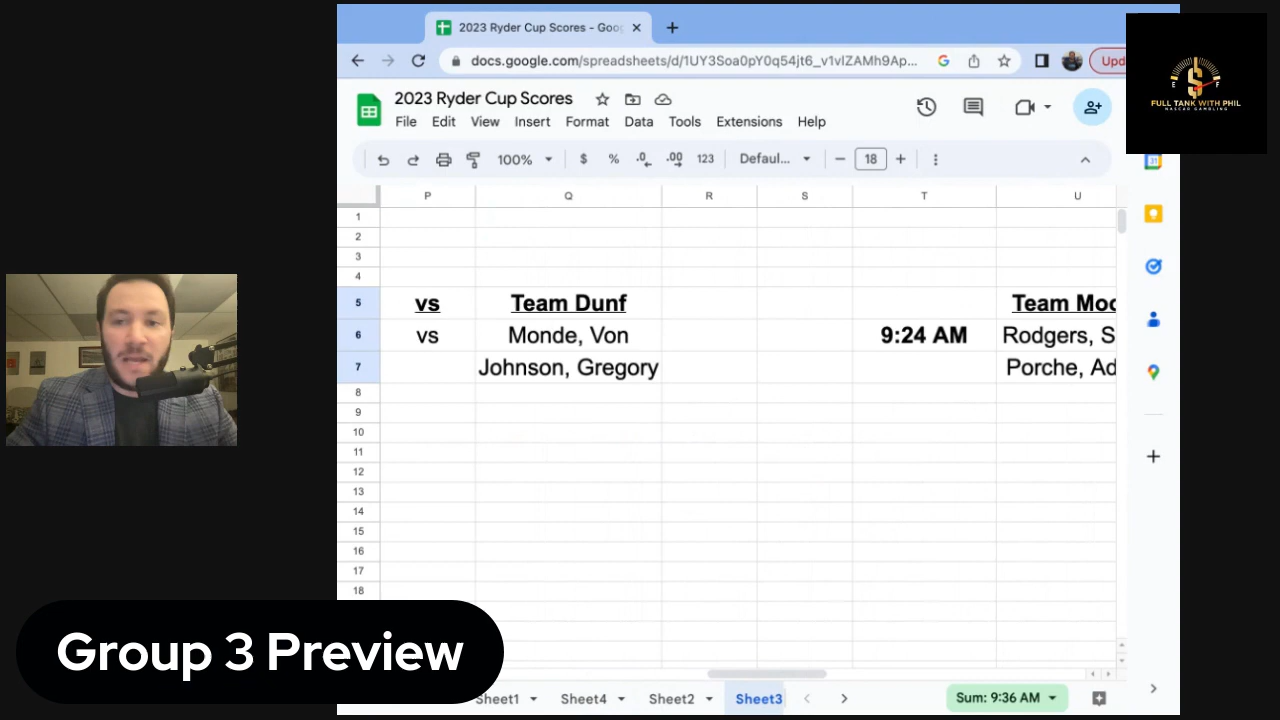 2023 Ryder Cup Scores - Goo
docs.google.com/spreadsheets/d/1UY3Soa0pY0q54jt6_v1vIZAMh9Ap...
Upd
FULL TANK WITH PHIL
NASCAR GAMBLING
2023 Ryder Cup Scores
File Edit View Insert Format Data Tools Extensions Help
100% $ % .0 .00 123 Defaul... 18
P Q R S T U
1
2
3
4
5 vs Team Dunf Team Moo
6 vs Monde, Von 9:24 AM Rodgers, S
7 Johnson, Gregory Porche, Ad
8
9
10
11
12
13
14
15
16
17
18
Group 3 Preview
Sheet1 Sheet4 Sheet2 Sheet3 Sum: 9:36 AM